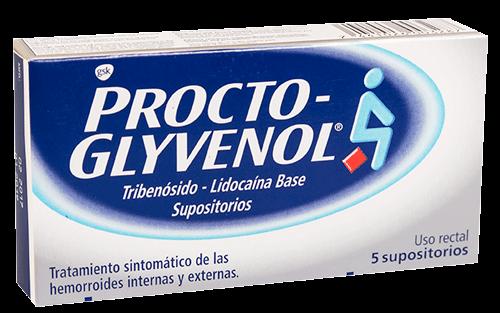 gsk
PROCTO-
GLYVENOL®
Tribenósido - Lidocaína Base
Supositorios
Uso rectal
5 supositorios
Tratamiento sintomático de las
hemorroides internas y externas.